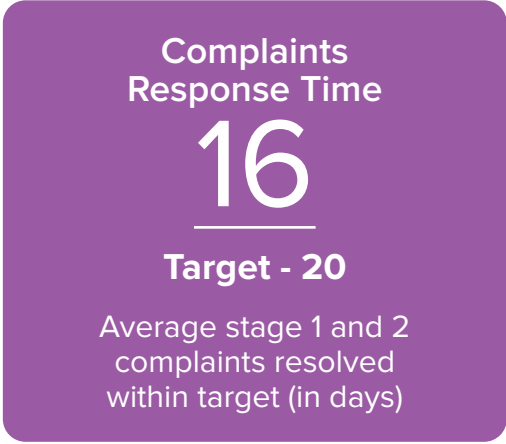 Complaints
Response Time
16
Target - 20
Average stage 1 and 2
complaints resolved
within target (in days)